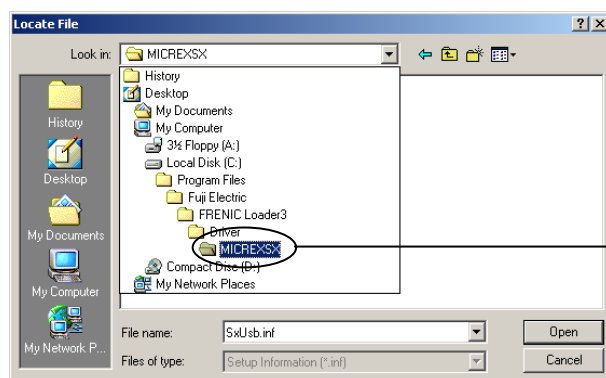 Locate File
Look in:
MICREXSX
History
Desktop
My Documents
My Computer
3½ Floppy (A:)
Local Disk (C:)
Program Files
Fuji Electric
FRENIC Loader3
Driver
MICREXSX
Compact Disc (D:)
My Network Places
History
Desktop
My Documents
My Computer
My Network P...
File name:
SxUsb.inf
Open
Files of type:
Setup Information (*.inf)
Cancel